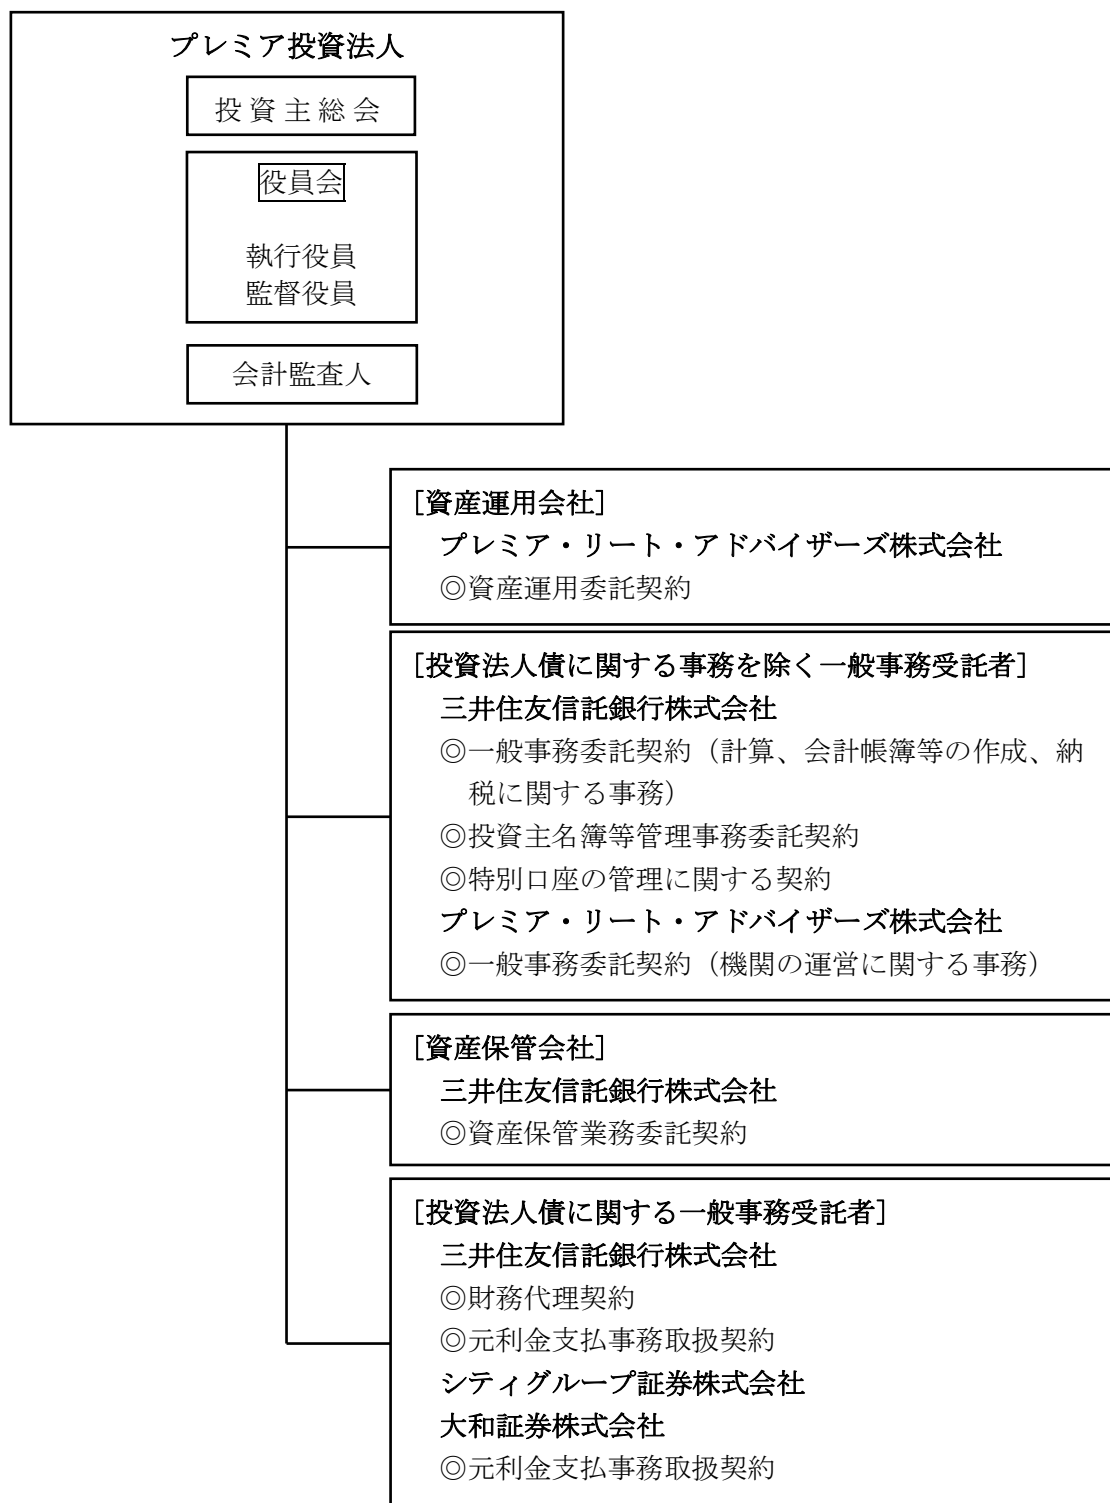 プレミア投資法人
投資主総会
役員会
執行役員
監督役員
会計監査人
[資産運用会社]
プレミア・リート・アドバイザーズ株式会社
◎資産運用委託契約
[投資法人債に関する事務を除く一般事務受託者]
三井住友信託銀行株式会社
◎一般事務委託契約（計算、会計帳簿等の作成、納
税に関する事務）
◎投資主名簿等管理事務委託契約
◎特別口座の管理に関する契約
プレミア・リート・アドバイザーズ株式会社
◎一般事務委託契約（機関の運営に関する事務）
[資産保管会社]
三井住友信託銀行株式会社
◎資産保管業務委託契約
[投資法人債に関する一般事務受託者]
三井住友信託銀行株式会社
◎財務代理契約
◎元利金支払事務取扱契約
シティグループ証券株式会社
大和証券株式会社
◎元利金支払事務取扱契約